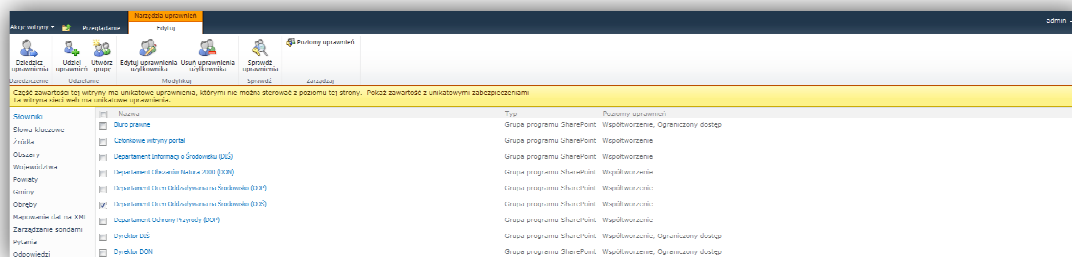 Narzędzia uprawnień
admin
Akcje witryny
Przeglądanie
Edytuj
Dziedzicz uprawnienia
Udziel uprawnień
Utwórz grupę
Edytuj uprawnienia użytkownika
Usuń uprawnienia użytkownika
Sprawdź uprawnienia
Poziomy uprawnień
Dziedziczenie
Udzielanie
Modyfikuj
Sprawdź
Zarządzaj
Część zawartości tej witryny ma unikatowe uprawnienia, którymi nie można sterować z poziomu tej strony. Pokaż zawartość z unikatowymi zabezpieczeniami
Ta witryna sieci web ma unikatowe uprawnienia.
Słowniki
Słowa kluczowe
Źródła
Obszary
Województwa
Powiaty
Gminy
Obręby
Mapowanie dat na XML
Zarządzanie sondami
Pytania
Odpowiedzi
Nazwa Typ Poziomy uprawnień
Biuro prawne Grupa programu SharePoint Współtworzenie, Ograniczony dostęp
Członkowie witryny portal Grupa programu SharePoint Współtworzenie
Departament Informacji o Środowisku (DIŚ) Grupa programu SharePoint Współtworzenie
Departament Obszarów Natura 2000 (DON) Grupa programu SharePoint Współtworzenie
Departament Ocen Oddziaływania na Środowisko (DOP) Grupa programu SharePoint Współtworzenie
Departament Ocen Oddziaływania na Środowisko (DOŚ) Grupa programu SharePoint Współtworzenie
Departament Ochrony Przyrody (DOP) Grupa programu SharePoint Współtworzenie
Dyrektor DIŚ Grupa programu SharePoint Współtworzenie, Ograniczony dostęp
Dyrektor DON Grupa programu SharePoint Współtworzenie, Ograniczony dostęp